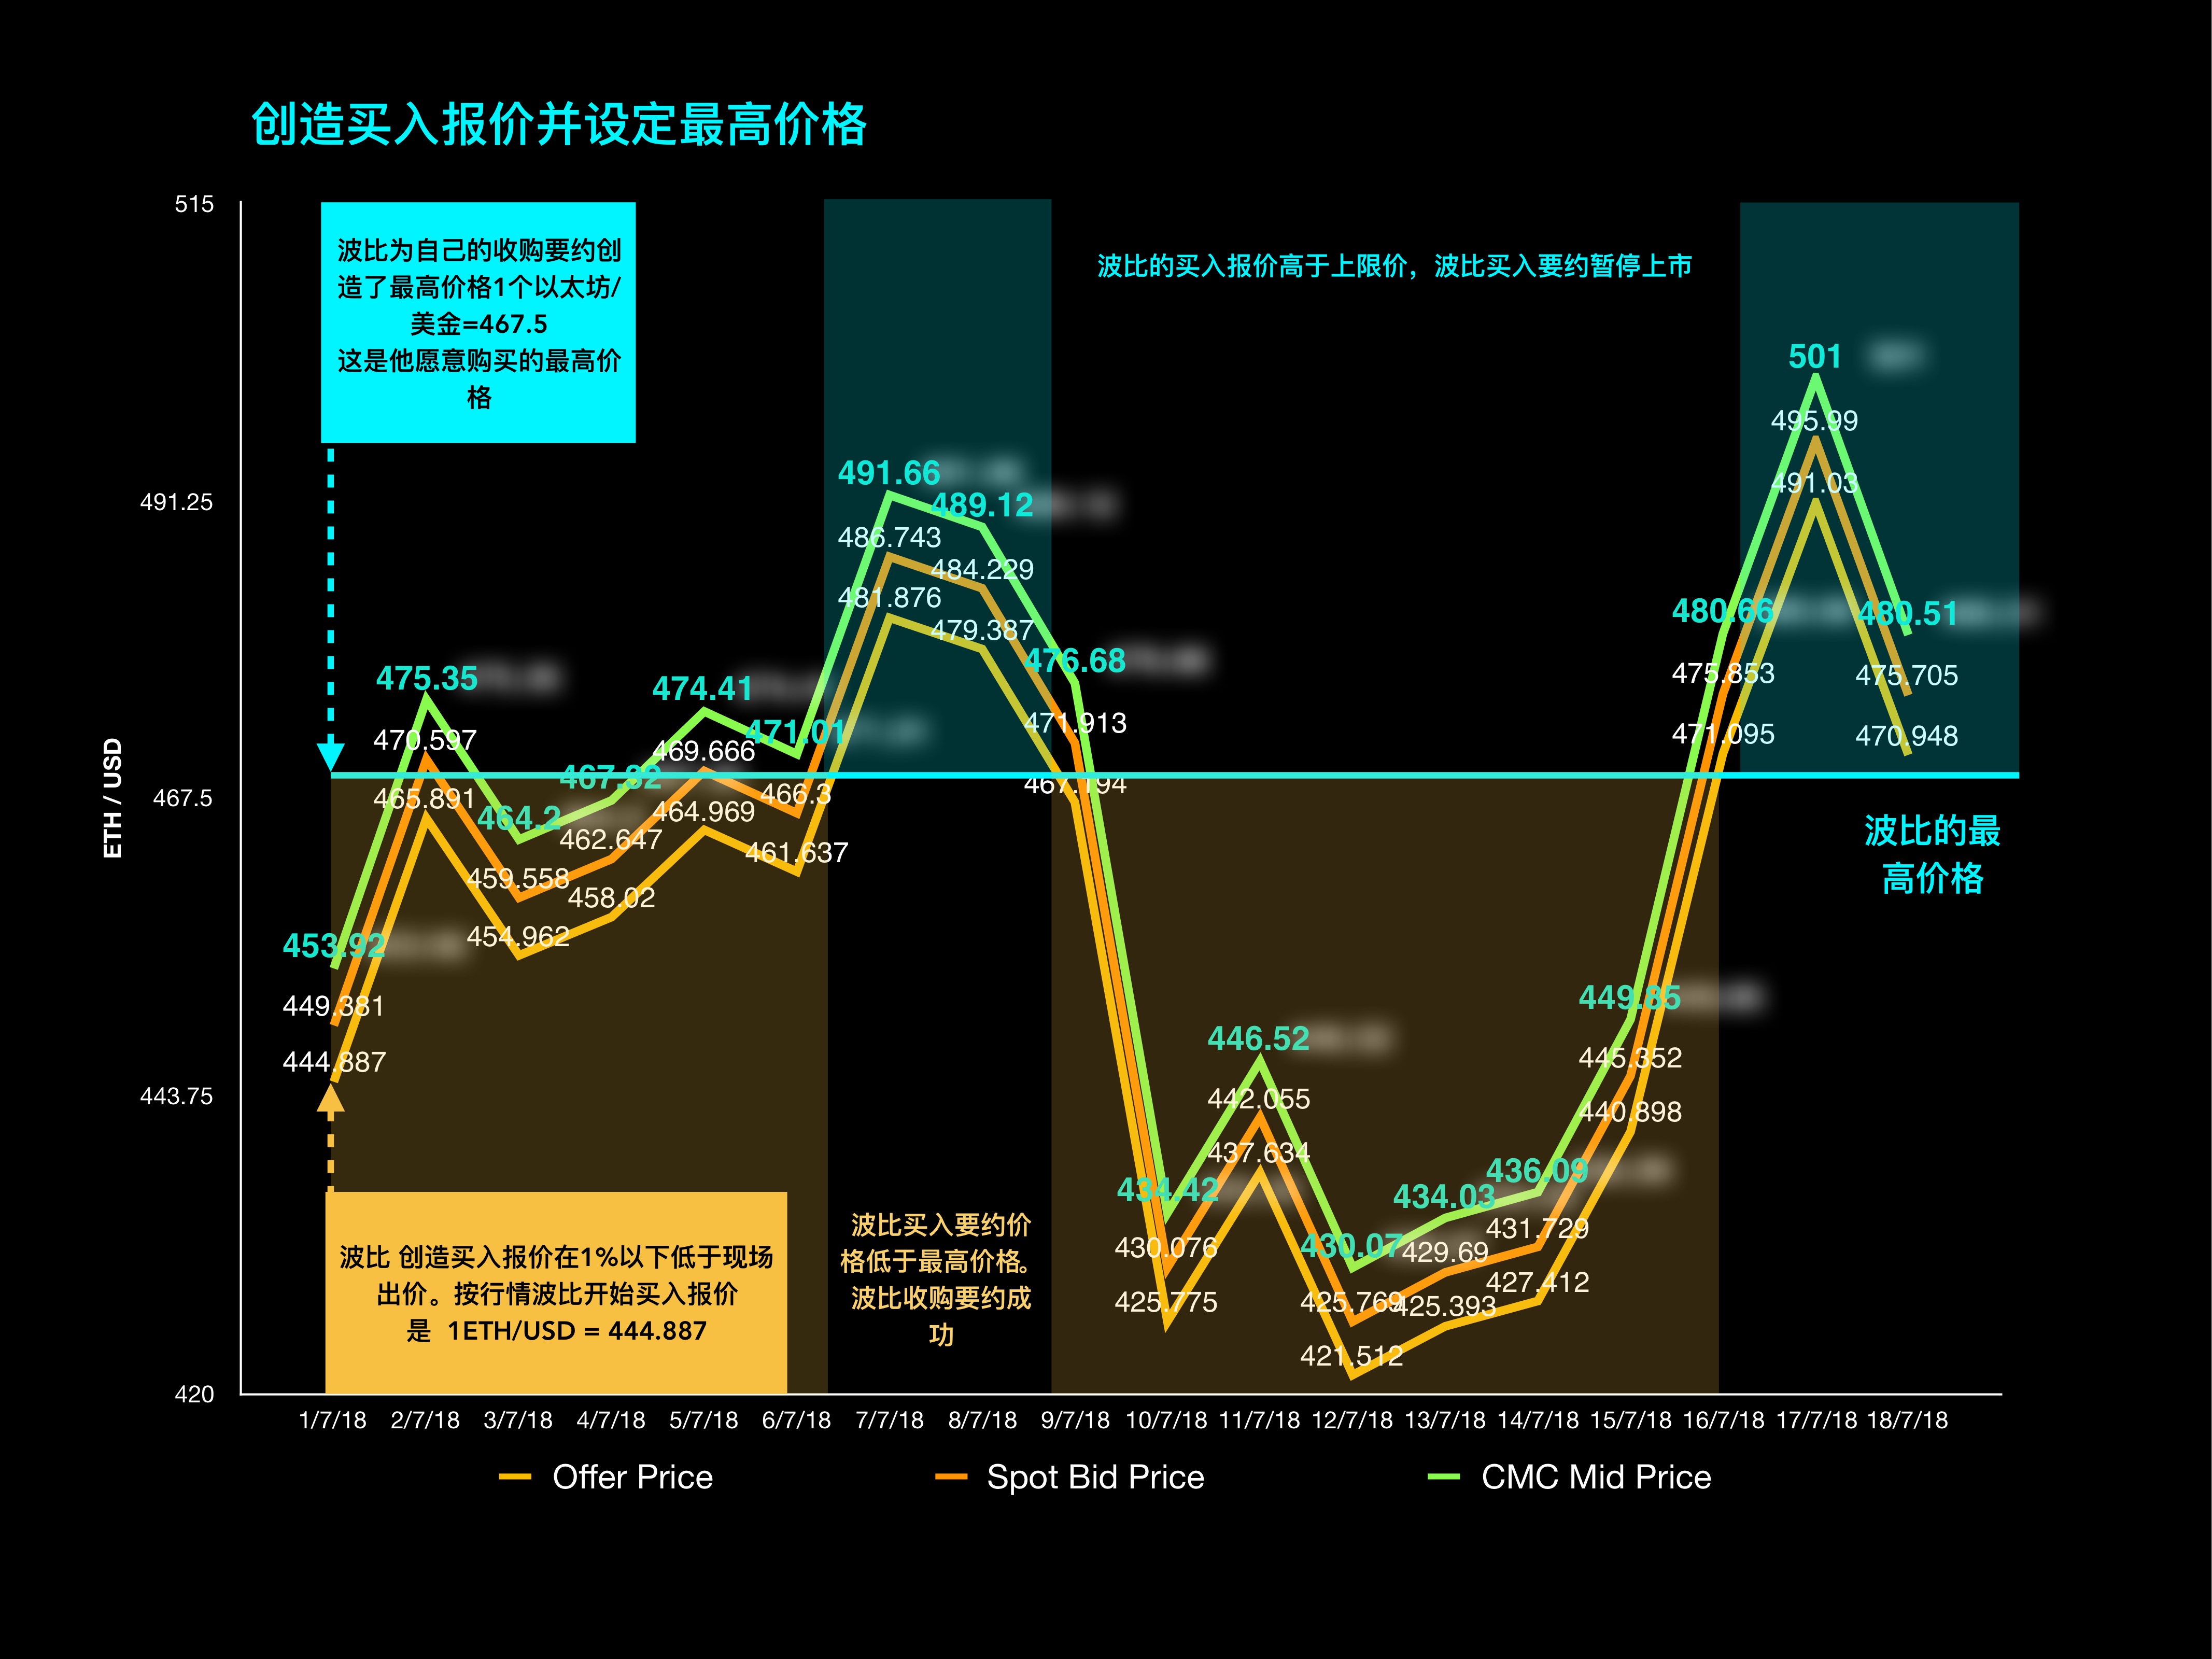 创造买入报价并设定最高价格
515
491.25
467.5
443.75
420
ETH / USD
波比为自己的收购要约创
造了最高价格1个以太坊/
美金=467.5
这是他愿意购买的最高价
格
波比的买入报价高于上限价，波比买入要约暂停上市
453.92
475.35
464.2
467.32
474.41
471.01
491.66
489.12
476.68
434.42
446.52
430.07
434.03
436.09
449.85
480.66
501
480.51
449.381
470.597
459.558
462.647
469.666
466.3
486.743
484.229
471.913
430.076
442.055
425.769
429.69
431.729
445.352
475.853
495.99
475.705
444.887
465.891
454.962
458.02
464.969
461.637
481.876
479.387
467.194
425.775
437.634
421.512
425.393
427.412
440.898
471.095
491.03
470.948
波比的最
高价格
波比 创造买入报价在1%以下低于现场
出价。按行情波比开始买入报价
是 1ETH/USD = 444.887
波比买入要约价
格低于最高价格。
波比收购要约成
功
1/7/18 2/7/18 3/7/18 4/7/18 5/7/18 6/7/18 7/7/18 8/7/18 9/7/18 10/7/18 11/7/18 12/7/18 13/7/18 14/7/18 15/7/18 16/7/18 17/7/18 18/7/18
Offer Price
Spot Bid Price
CMC Mid Price